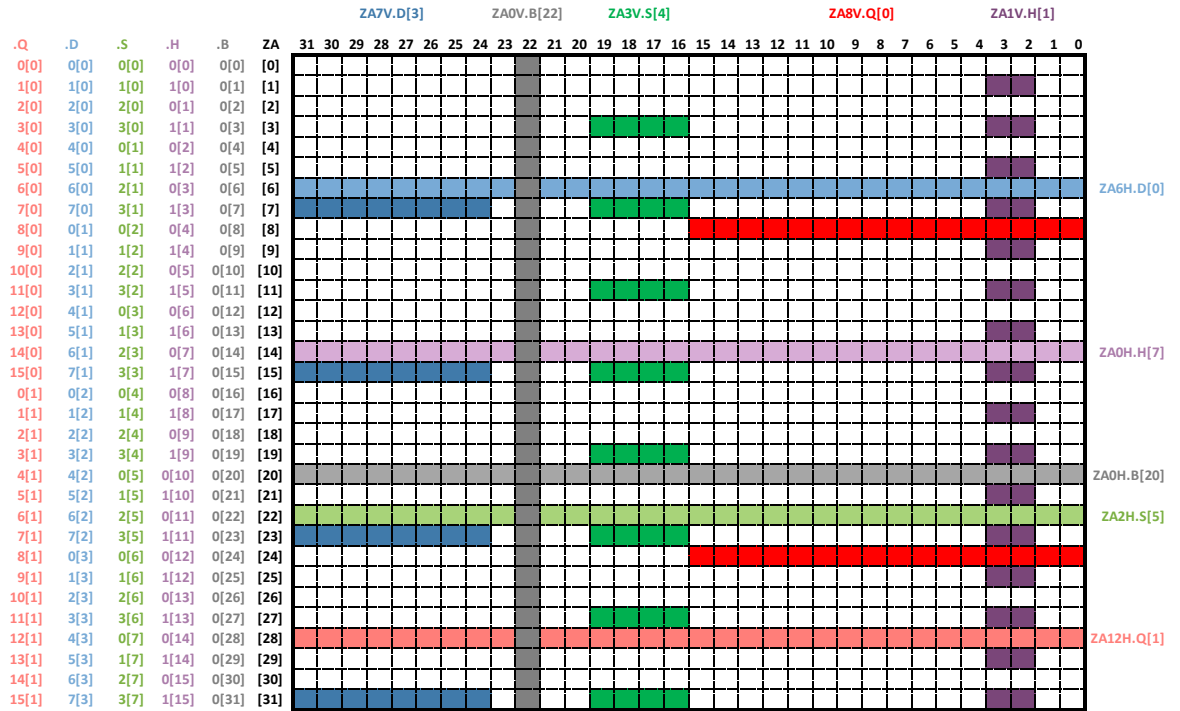 ZA7V.D[3] ZA0V.B[22] ZA3V.S[4] ZA8V.Q[0] ZA1V.H[1]
.Q .D .S .H .B ZA 31 30 29 28 27 26 25 24 23 22 21 20 19 18 17 16 15 14 13 12 11 10 9 8 7 6 5 4 3 2 1 0
0[0] 0[0] 0[0] 0[0] 0[0] [0]
1[0] 1[0] 1[0] 1[0] 0[1] [1]
2[0] 2[0] 2[0] 0[1] 0[2] [2]
3[0] 3[0] 3[0] 1[1] 0[3] [3]
4[0] 4[0] 0[1] 0[2] 0[4] [4]
5[0] 5[0] 1[1] 1[2] 0[5] [5]
6[0] 6[0] 2[1] 0[3] 0[6] [6] ZA6H.D[0]
7[0] 7[0] 3[1] 1[3] 0[7] [7]
8[0] 0[1] 0[2] 0[4] 0[8] [8]
9[0] 1[1] 1[2] 1[4] 0[9] [9]
10[0] 2[1] 2[2] 0[5] 0[10] [10]
11[0] 3[1] 3[2] 1[5] 0[11] [11]
12[0] 4[1] 0[3] 0[6] 0[12] [12]
13[0] 5[1] 1[3] 1[6] 0[13] [13]
14[0] 6[1] 2[3] 0[7] 0[14] [14] ZA0H.H[7]
15[0] 7[1] 3[3] 1[7] 0[15] [15]
0[1] 0[2] 0[4] 0[8] 0[16] [16]
1[1] 1[2] 1[4] 1[8] 0[17] [17]
2[1] 2[2] 2[4] 0[9] 0[18] [18]
3[1] 3[2] 3[4] 1[9] 0[19] [19]
4[1] 4[2] 0[5] 0[10] 0[20] [20] ZA0H.B[20]
5[1] 5[2] 1[5] 1[10] 0[21] [21]
6[1] 6[2] 2[5] 0[11] 0[22] [22] ZA2H.S[5]
7[1] 7[2] 3[5] 1[11] 0[23] [23]
8[1] 0[3] 0[6] 0[12] 0[24] [24]
9[1] 1[3] 1[6] 1[12] 0[25] [25]
10[1] 2[3] 2[6] 0[13] 0[26] [26]
11[1] 3[3] 3[6] 1[13] 0[27] [27]
12[1] 4[3] 0[7] 0[14] 0[28] [28] ZA12H.Q[1]
13[1] 5[3] 1[7] 1[14] 0[29] [29]
14[1] 6[3] 2[7] 0[15] 0[30] [30]
15[1] 7[3] 3[7] 1[15] 0[31] [31]